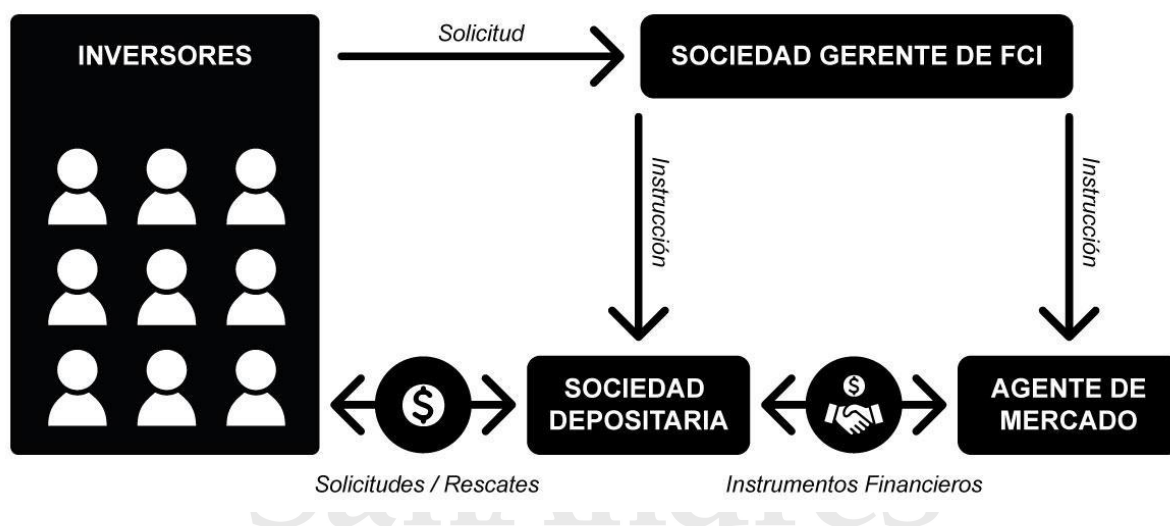 INVERSORES
Solicitud
SOCIEDAD GERENTE DE FCI
Instrucción
Instrucción
$
SOCIEDAD
DEPOSITARIA
$
AGENTE DE
MERCADO
Solicitudes / Rescates
Instrumentos Financieros